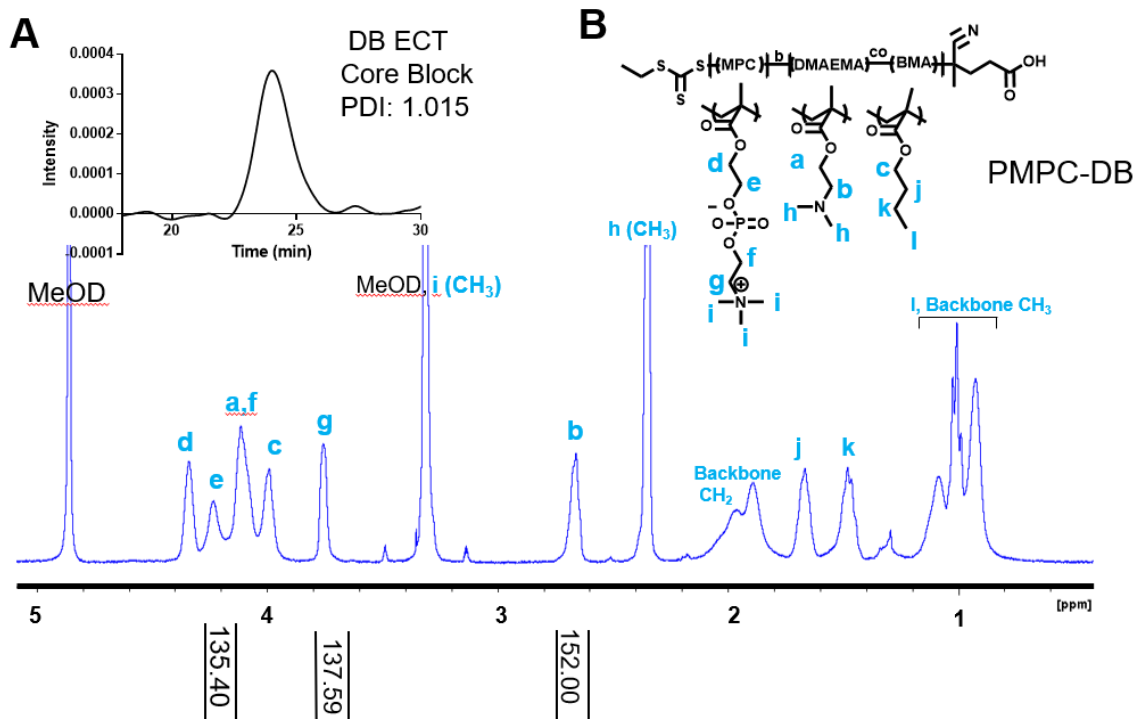 A
DB ECT
Core Block
PDI: 1.015
0.0004
0.0003
0.0002
0.0001
0.0000
-0.0001
Intensity
20
25
30
Time (min)
B
S
S
S
(MPC)
b
[DMAEMA]
co
(BMA)
N
O
OH
O
O
d
e
−
O
O-P=O
O
f
g
⊕
N
i
i
i
O
O
a
b
h
N
h
O
O
c
j
k
l
PMPC-DB
MeOD
MeOD, i (CH3)
h (CH3)
l, Backbone CH3
d
e
a,f
c
g
b
Backbone
CH2
j
k
5
4
3
2
1
[ppm]
135.40
137.59
152.00